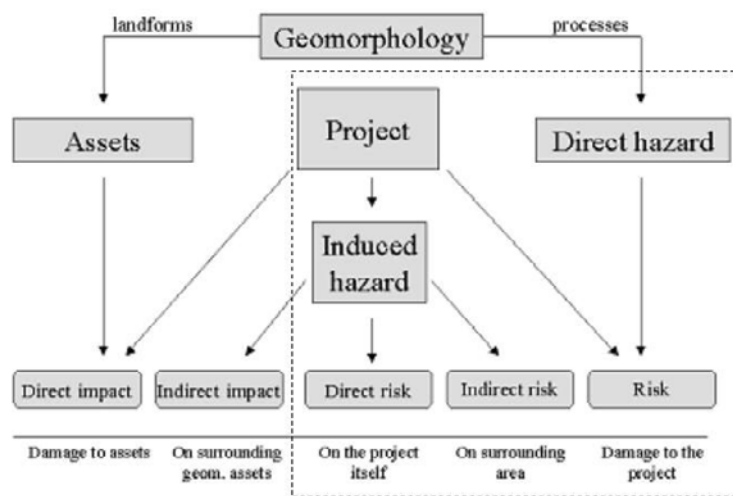 landforms
Geomorphology
processes
Assets
Project
Direct hazard
Induced
hazard
Direct impact
Indirect impact
Direct risk
Indirect risk
Risk
Damage to assets
On surrounding
geom. assets
On the project
itself
On surrounding
area
Damage to the
project